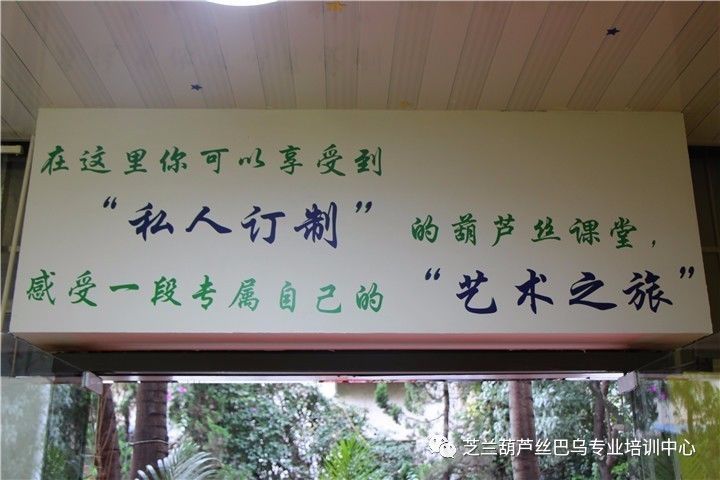 在这里你可以享受到
“私人订制”的葫芦丝课堂，
感受一段专属自己的“艺术之旅”
芝兰葫芦丝巴乌专业培训中心